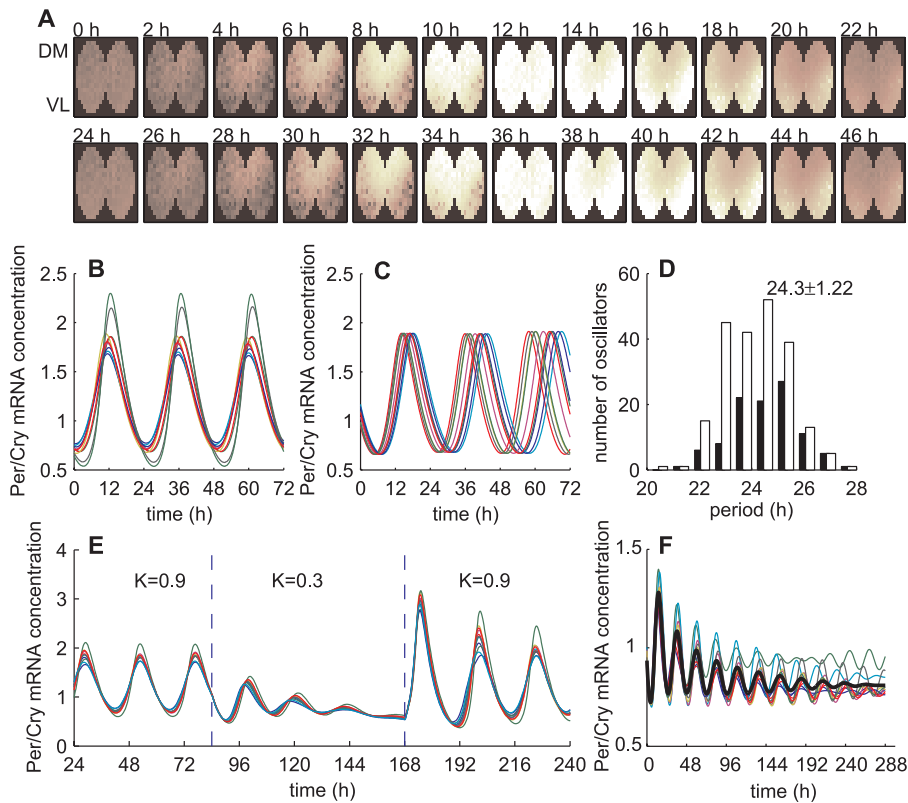 A
0 h 2 h 4 h 6 h 8 h 10 h 12 h 14 h 16 h 18 h 20 h 22 h
DM
VL
24 h 26 h 28 h 30 h 32 h 34 h 36 h 38 h 40 h 42 h 44 h 46 h
B
Per/Cry mRNA concentration
2.5
2
1.5
1
0.5
0 12 24 36 48 60 72
time (h)
C
Per/Cry mRNA concentration
2.5
2
1.5
1
0.5
0 12 24 36 48 60 72
time (h)
D
24.3±1.22
number of oscillators
60
40
20
0
20 22 24 26 28
period (h)
E
K=0.9 K=0.3 K=0.9
Per/Cry mRNA concentration
4
3
2
1
0
24 48 72 96 120 144 168 192 216 240
time (h)
F
Per/Cry mRNA concentration
1.5
1
0.5
0 48 96 144 192 240 288
time (h)